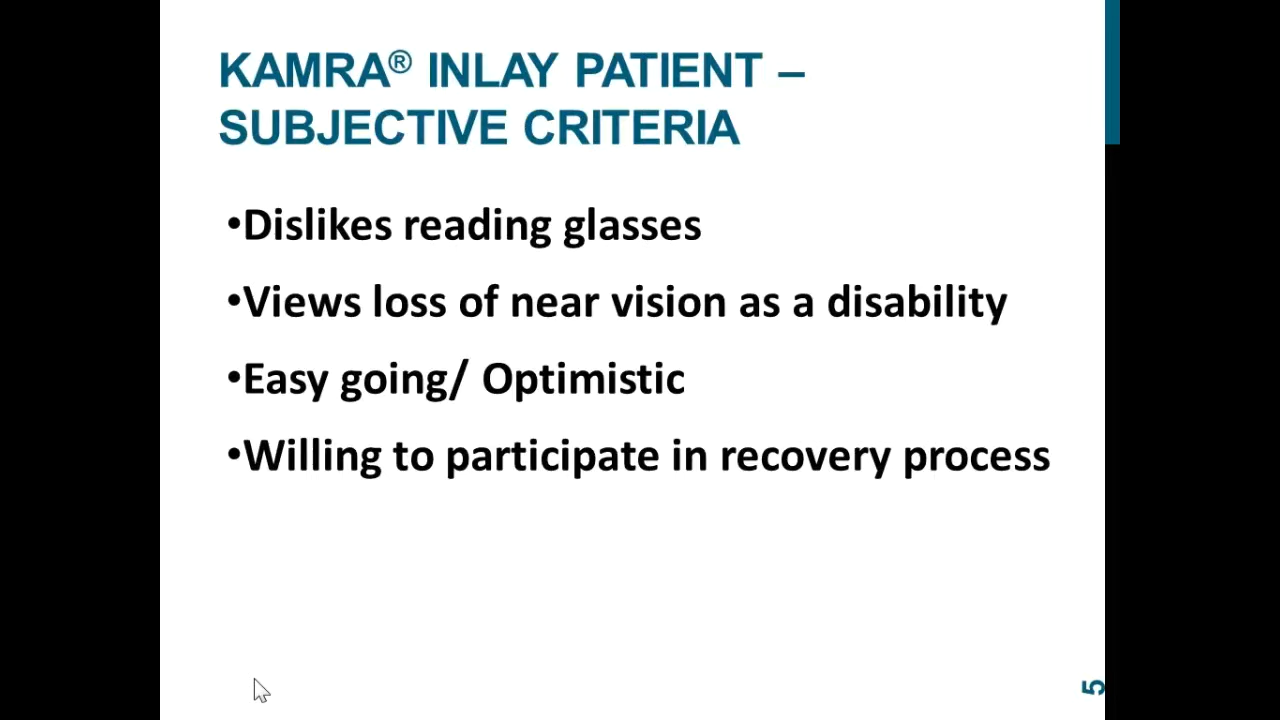 KAMRA® INLAY PATIENT –
SUBJECTIVE CRITERIA
•Dislikes reading glasses
•Views loss of near vision as a disability
•Easy going/ Optimistic
•Willing to participate in recovery process
5